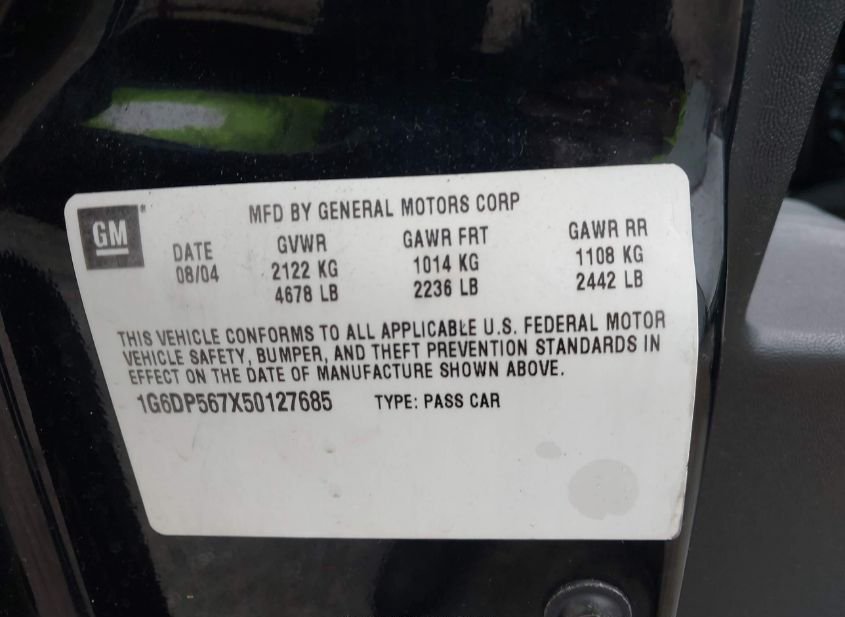 GM ®
MFD BY GENERAL MOTORS CORP
DATE GVWR GAWR FRT GAWR RR
08/04 2122 KG 1014 KG 1108 KG
4678 LB 2236 LB 2442 LB
THIS VEHICLE CONFORMS TO ALL APPLICABLE U.S. FEDERAL MOTOR
VEHICLE SAFETY, BUMPER, AND THEFT PREVENTION STANDARDS IN
EFFECT ON THE DATE OF MANUFACTURE SHOWN ABOVE.
1G6DP567X50127685 TYPE: PASS CAR